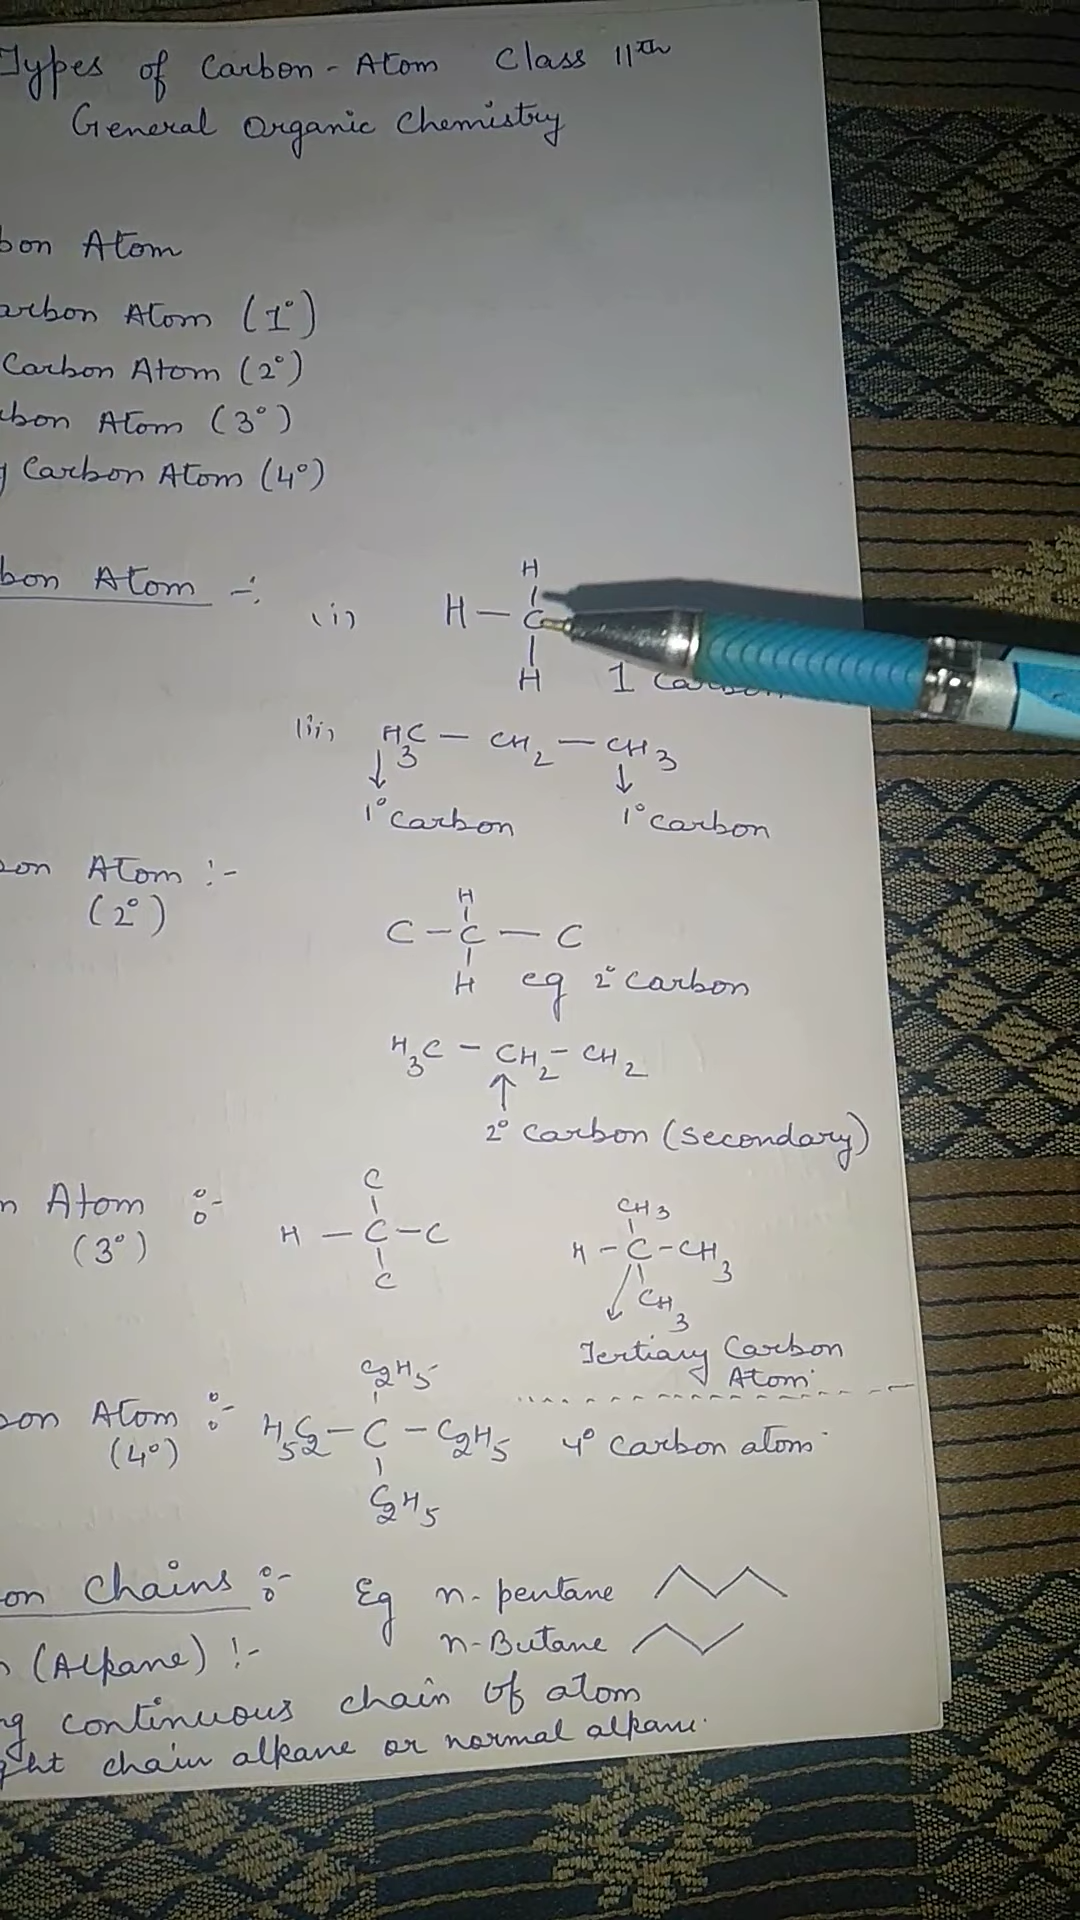 Types of Carbon - Atom Class 11th
General Organic Chemistry
bon Atom
arbon Atom (1°)
Carbon Atom (2°)
bon Atom (3°)
y Carbon Atom (4°)
bon Atom -:
(i)
H
H - C
H
1 Carbon
(ii) H3C - CH2 - CH3
1° carbon 1° carbon
on Atom :-
(2°)
H
C - C - C
H eg 2° carbon
H3C - CH2 - CH2
2° carbon (secondary)
n Atom :-
(3°)
C
H - C - C
C
CH3
H - C - CH3
CH3
Tertiary Carbon
Atom.
on Atom :-
(4°)
C2H5
H5C2 - C - C2H5 4° carbon atom.
C2H5
on chains :- Eg n-pentane
n-Butane
n (Alkane) !-
ng continuous chain of atom
ght chain alkane or normal alkane.